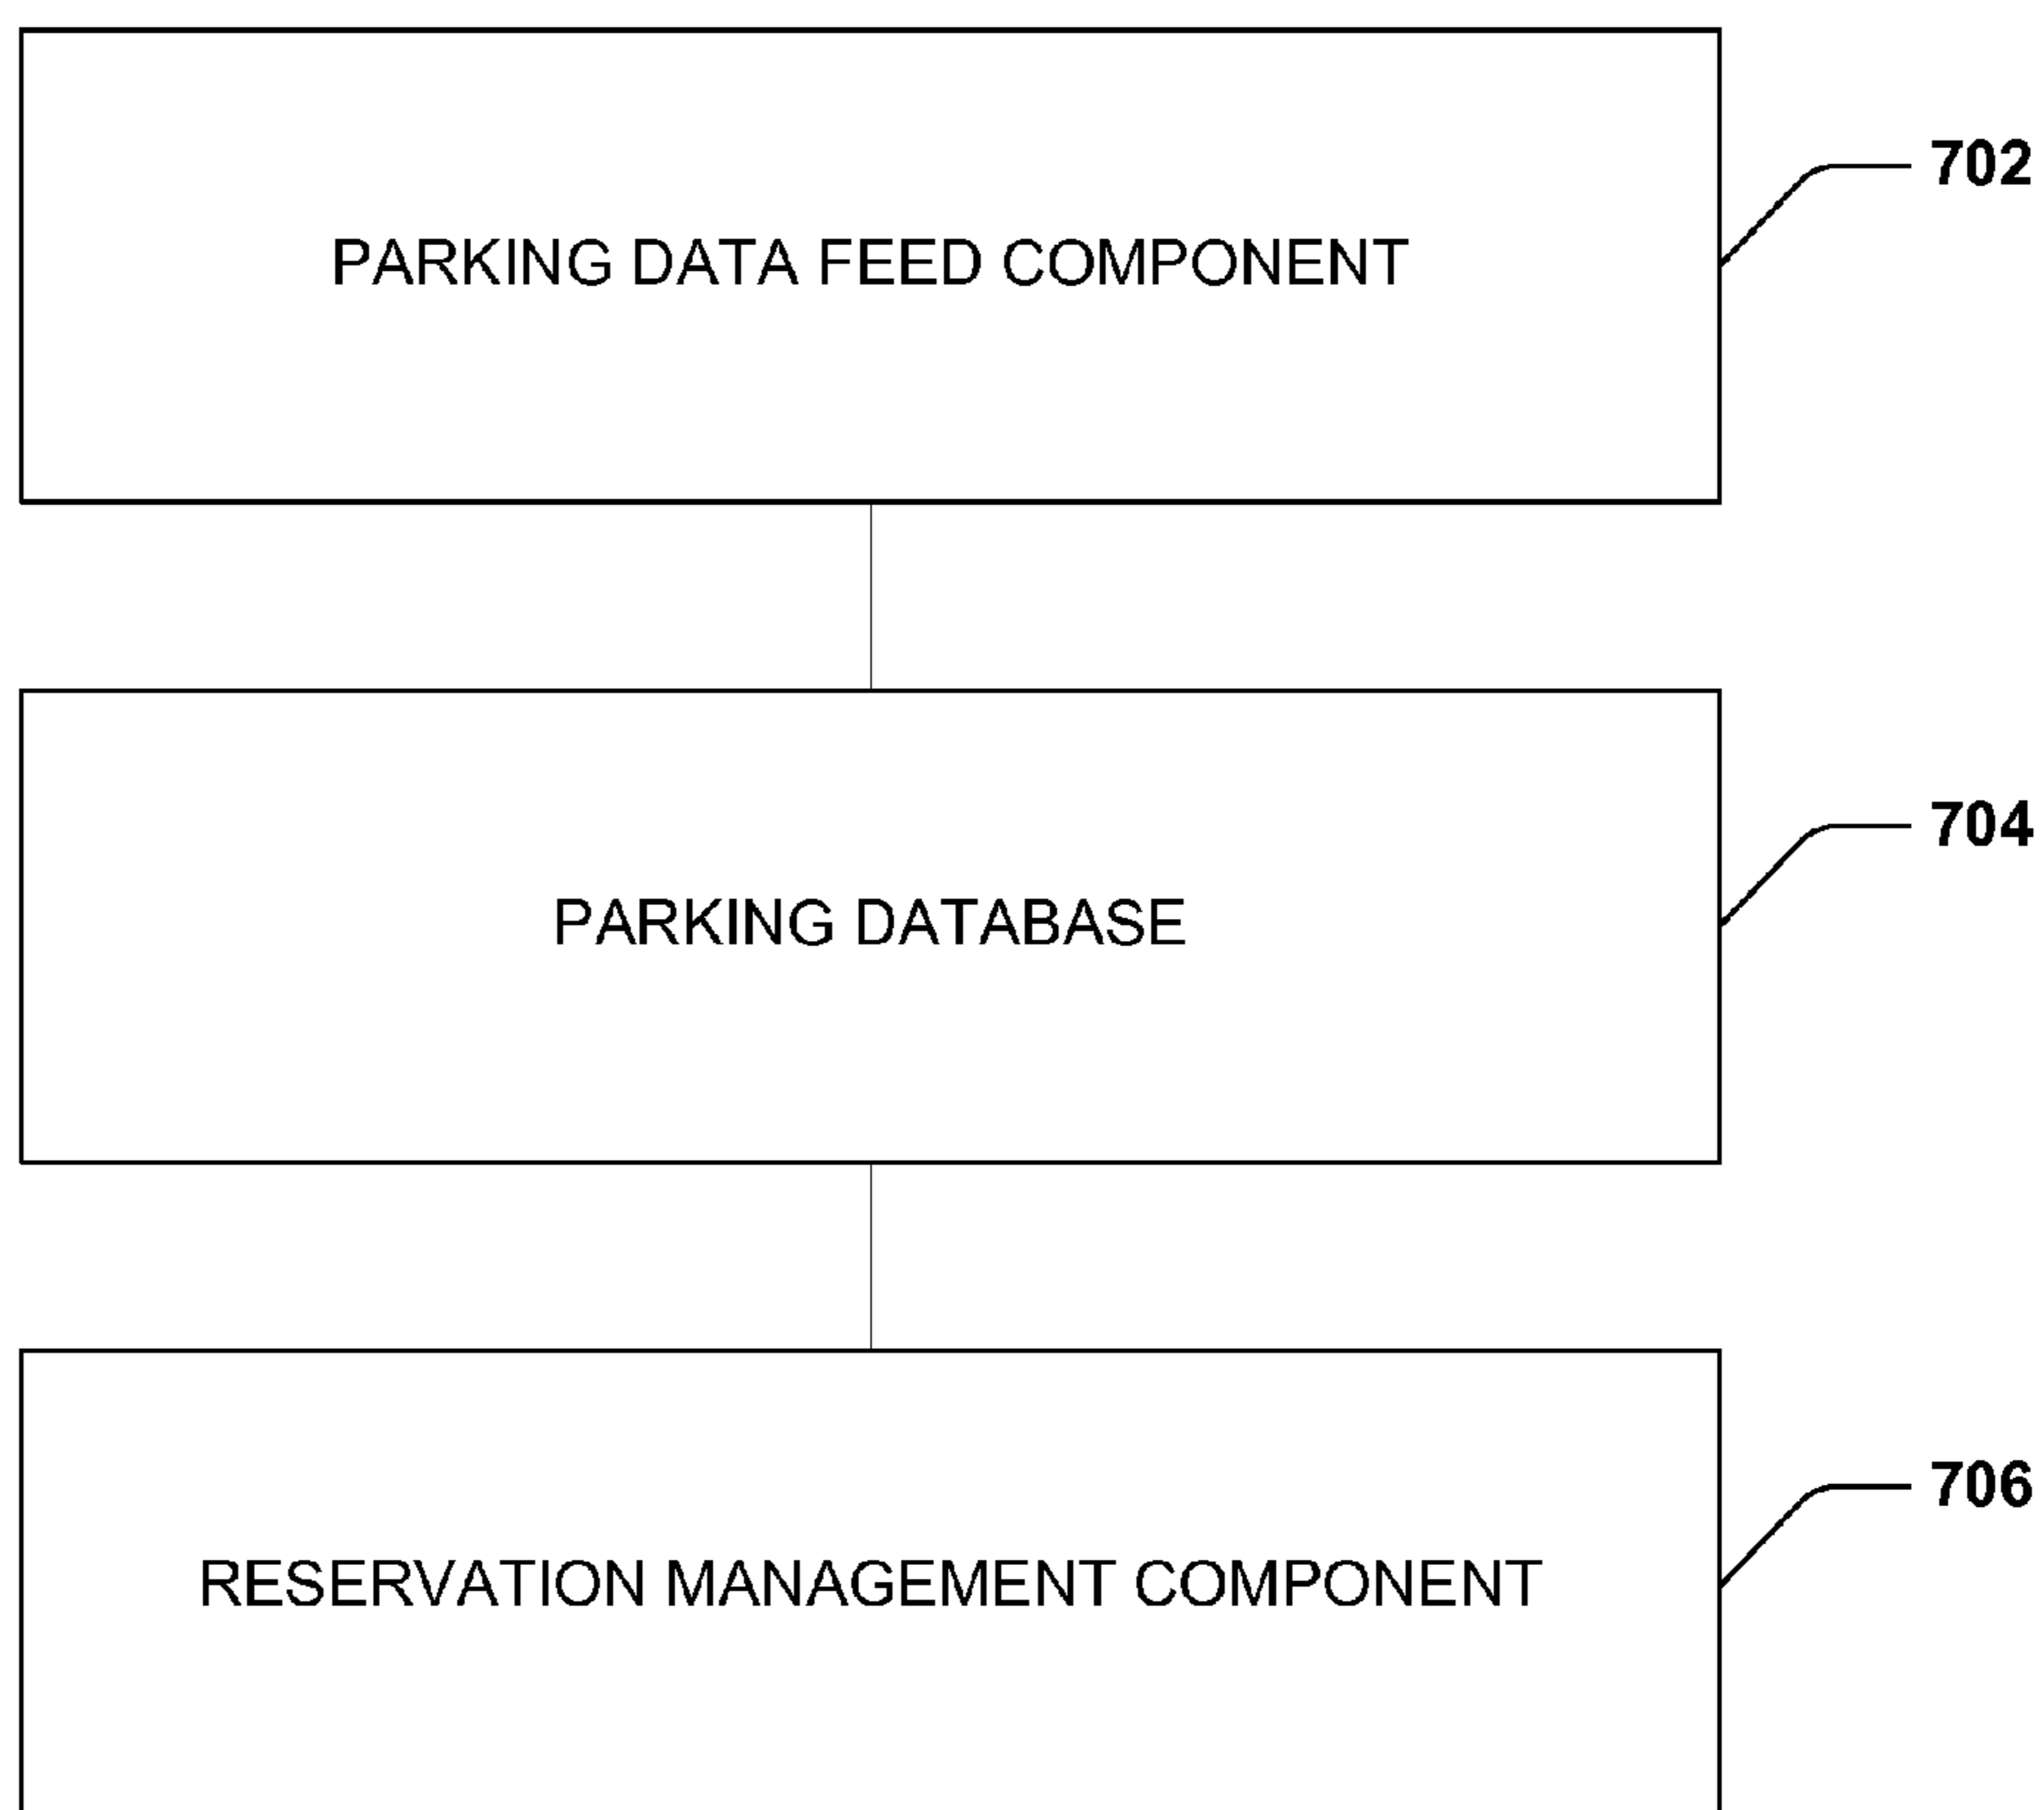 PARKING DATA FEED COMPONENT
702
PARKING DATABASE
704
RESERVATION MANAGEMENT COMPONENT
706